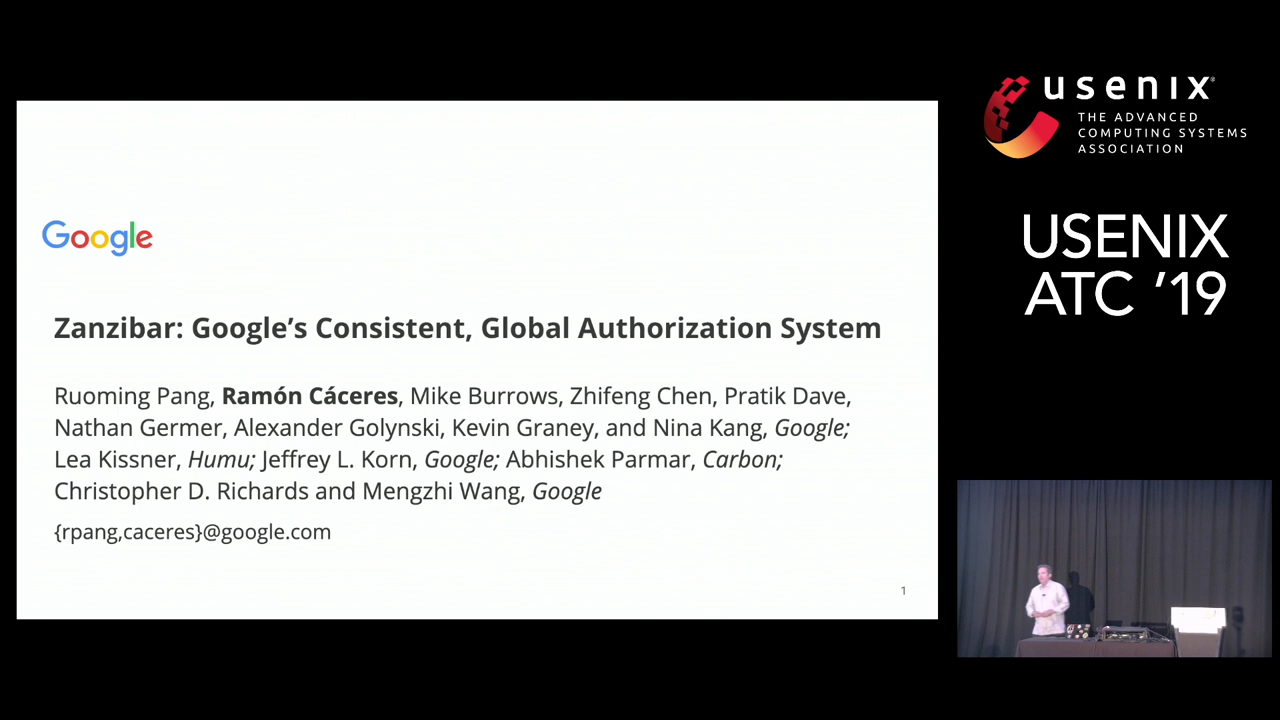 Google
Zanzibar: Google’s Consistent, Global Authorization System
Ruoming Pang, Ramón Cáceres, Mike Burrows, Zhifeng Chen, Pratik Dave,
Nathan Germer, Alexander Golynski, Kevin Graney, and Nina Kang, Google;
Lea Kissner, Humu; Jeffrey L. Korn, Google; Abhishek Parmar, Carbon;
Christopher D. Richards and Mengzhi Wang, Google
{rpang,caceres}@google.com
1
usenix®
THE ADVANCED
COMPUTING SYSTEMS
ASSOCIATION
USENIX
ATC ’19